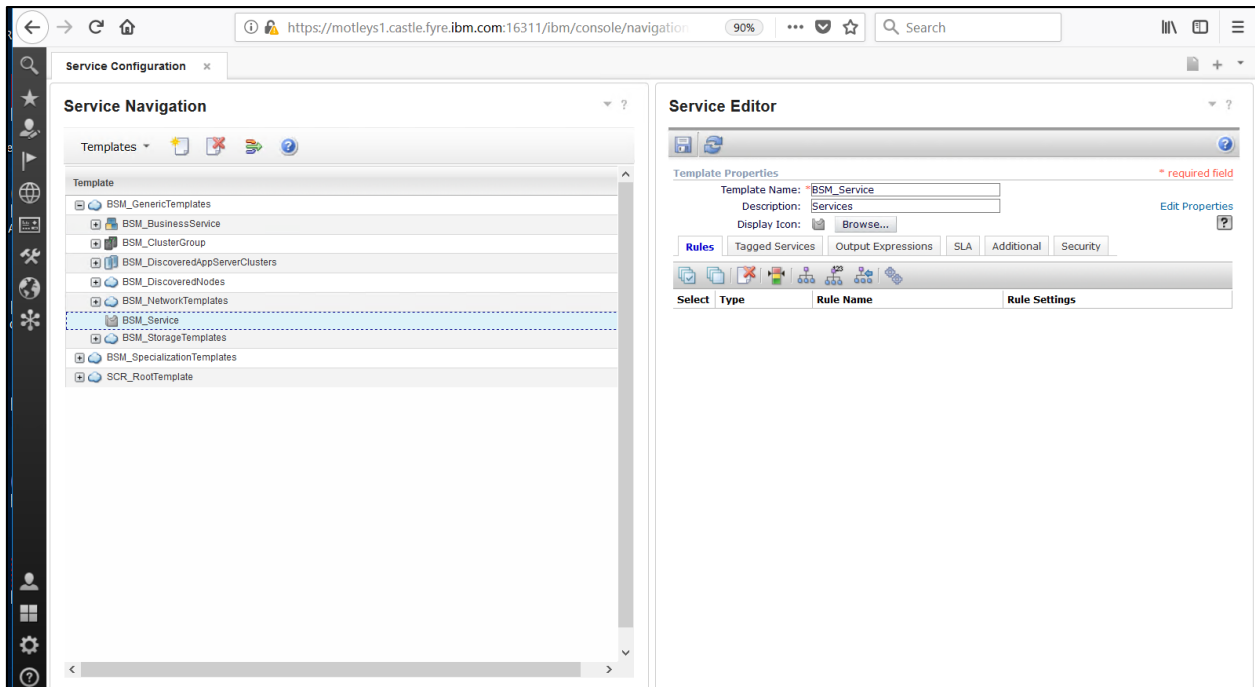 https://motleys1.castle.fyre.ibm.com:16311/ibm/console/navigation 90% Search
Service Configuration ×
Service Navigation
Templates
Template
BSM_GenericTemplates
BSM_BusinessService
BSM_ClusterGroup
BSM_DiscoveredAppServerClusters
BSM_DiscoveredNodes
BSM_NetworkTemplates
BSM_Service
BSM_StorageTemplates
BSM_SpecializationTemplates
SCR_RootTemplate
Service Editor
Template Properties * required field
Template Name: *BSM_Service
Description: Services Edit Properties
Display Icon: Browse... ?
Rules Tagged Services Output Expressions SLA Additional Security
Select Type Rule Name Rule Settings